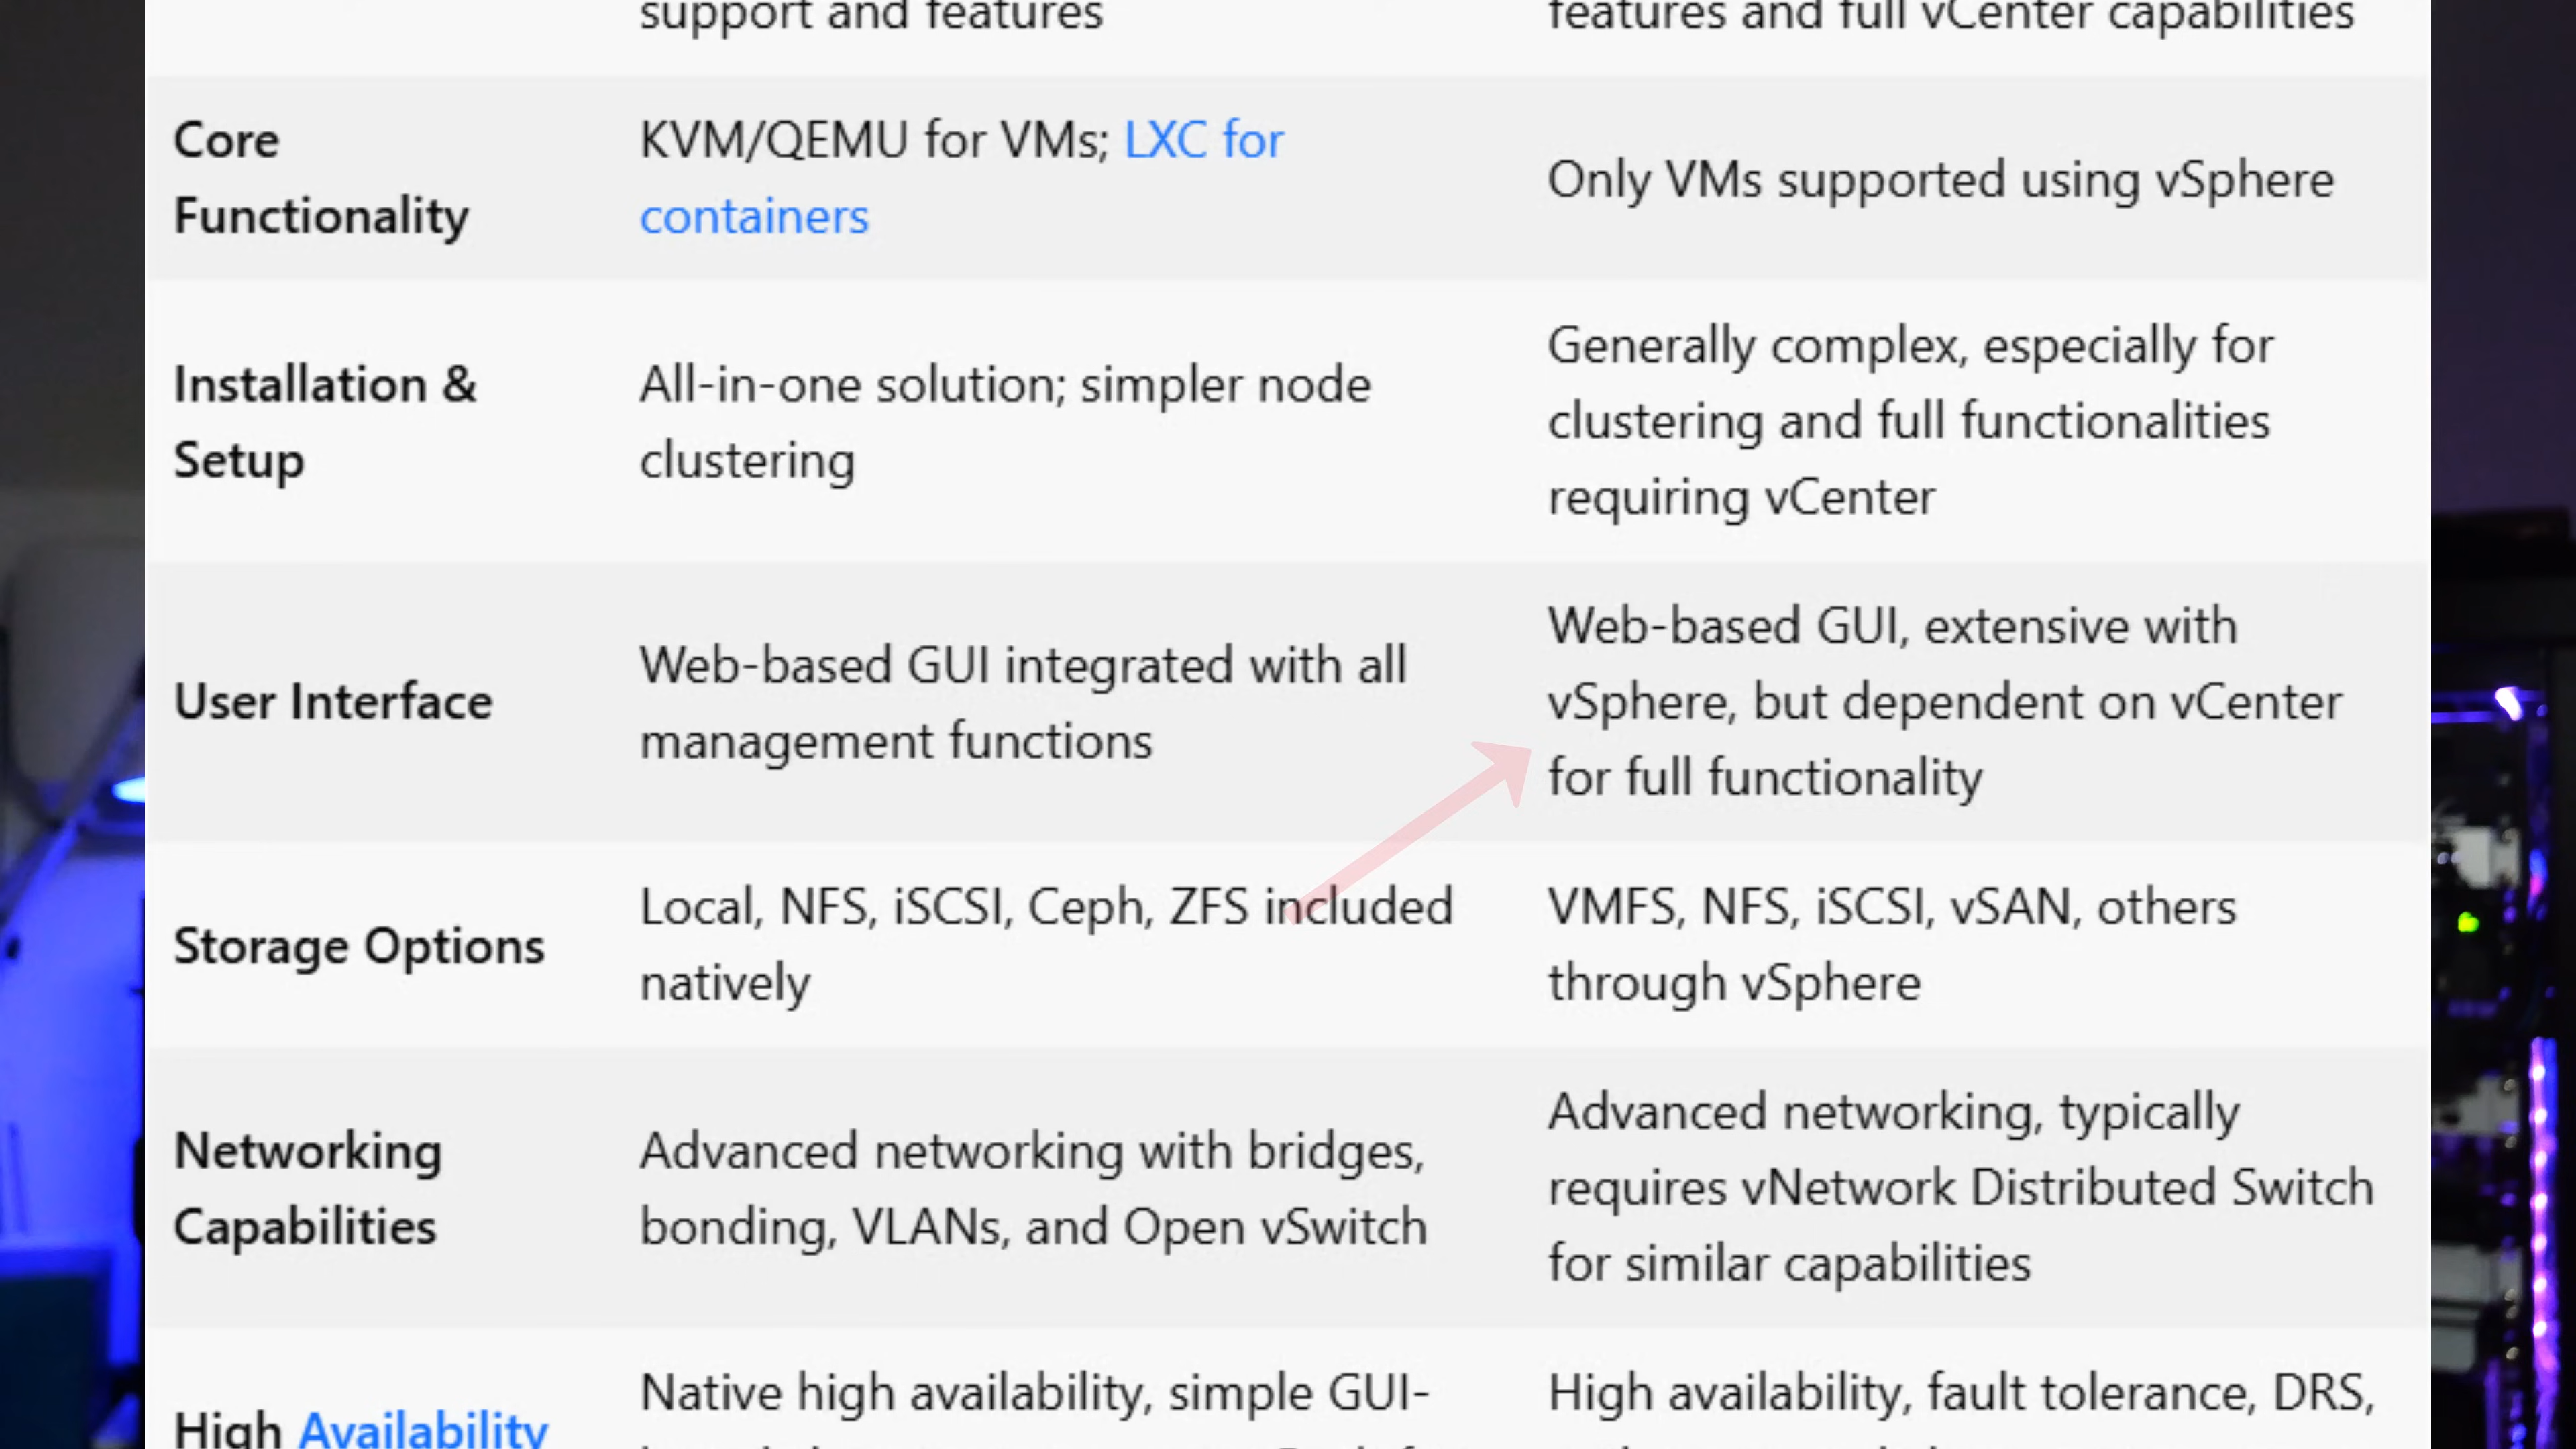 support and features
features and full vCenter capabilities
Core
Functionality
KVM/QEMU for VMs; LXC for
containers
Only VMs supported using vSphere
Installation &
Setup
All-in-one solution; simpler node
clustering
Generally complex, especially for
clustering and full functionalities
requiring vCenter
User Interface
Web-based GUI integrated with all
management functions
Web-based GUI, extensive with
vSphere, but dependent on vCenter
for full functionality
Storage Options
Local, NFS, iSCSI, Ceph, ZFS included
natively
VMFS, NFS, iSCSI, vSAN, others
through vSphere
Networking
Capabilities
Advanced networking with bridges,
bonding, VLANs, and Open vSwitch
Advanced networking, typically
requires vNetwork Distributed Switch
for similar capabilities
High Availability
Native high availability, simple GUI-
High availability, fault tolerance, DRS,